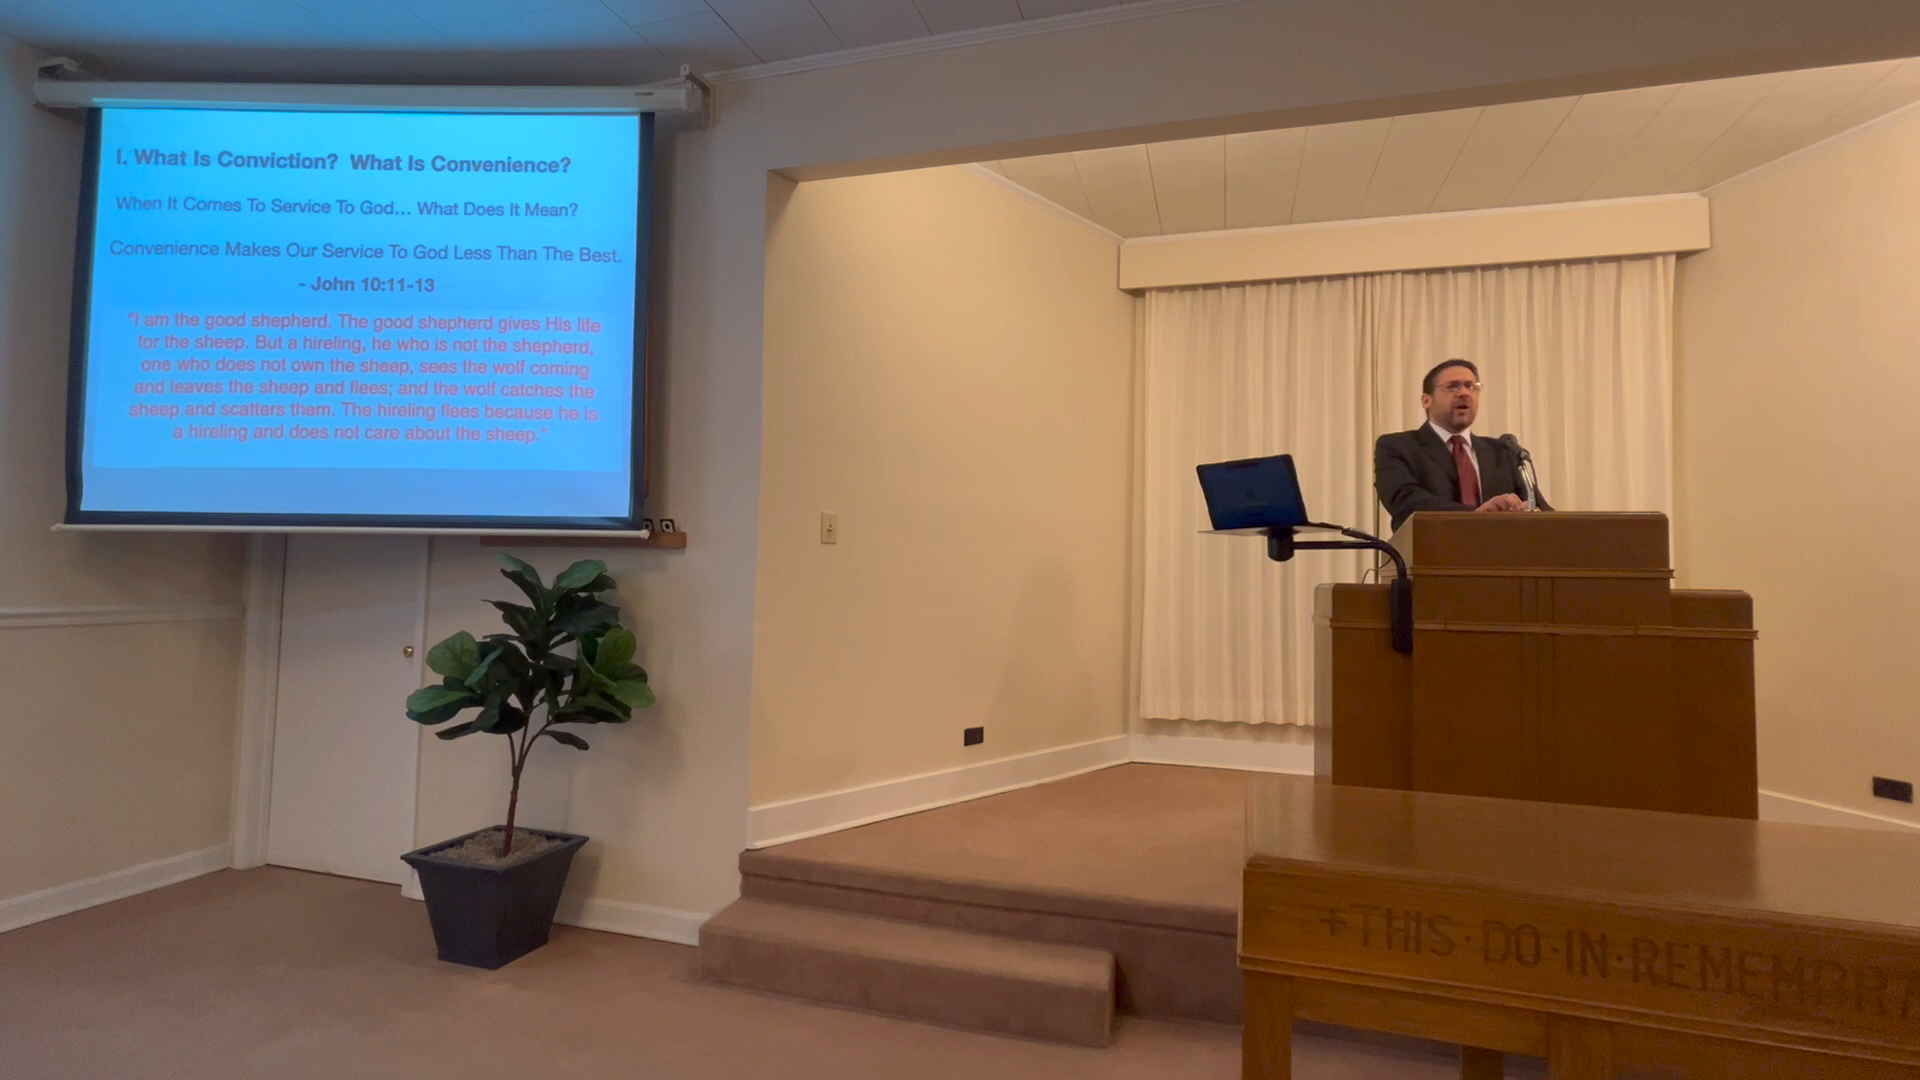 I. What Is Conviction? What Is Convenience?
When It Comes To Service To God... What Does It Mean?
Convenience Makes Our Service To God Less Than The Best.
- John 10:11-13
"I am the good shepherd. The good shepherd gives His life
for the sheep. But a hireling, he who is not the shepherd,
one who does not own the sheep, sees the wolf coming
and leaves the sheep and flees; and the wolf catches the
sheep and scatters them. The hireling flees because he is
a hireling and does not care about the sheep."
+THIS·DO·IN·REMEMBRA